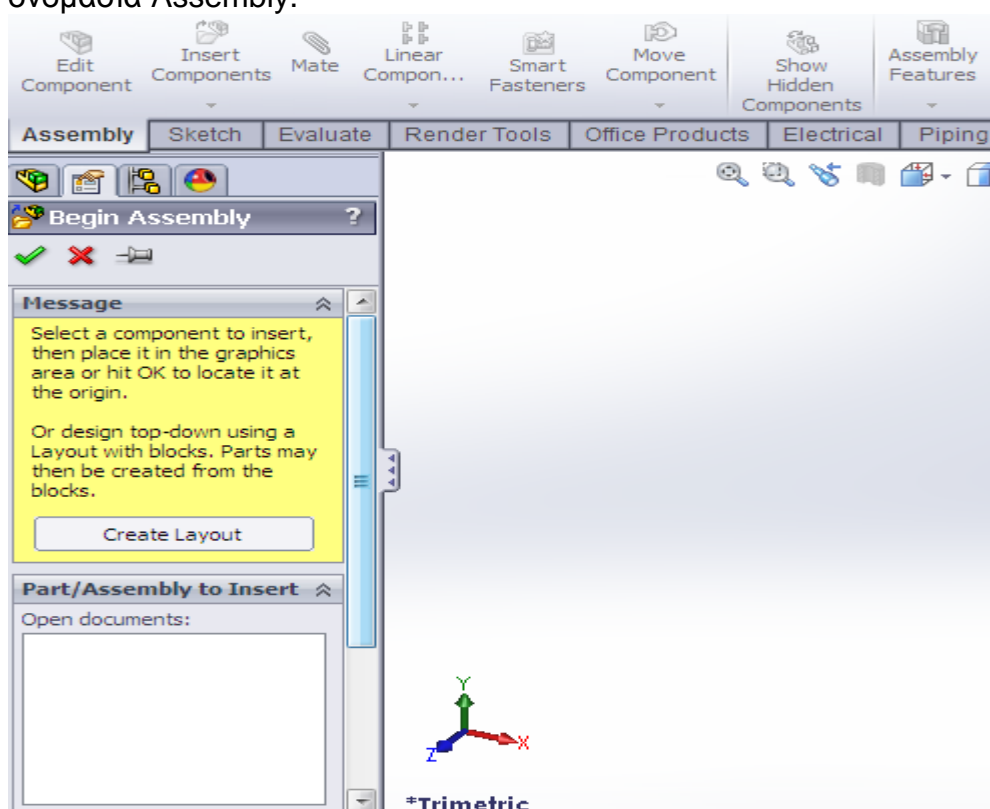 ονομασία Assembly.
Edit Component
Insert Components
Mate
Linear Compon...
Smart Fasteners
Move Component
Show Hidden Components
Assembly Features
Assembly Sketch Evaluate Render Tools Office Products Electrical Piping
Begin Assembly ?
Message
Select a component to insert,
then place it in the graphics
area or hit OK to locate it at
the origin.
Or design top-down using a
Layout with blocks. Parts may
then be created from the
blocks.
Create Layout
Part/Assembly to Insert
Open documents:
Y
X
Z
*Trimetric